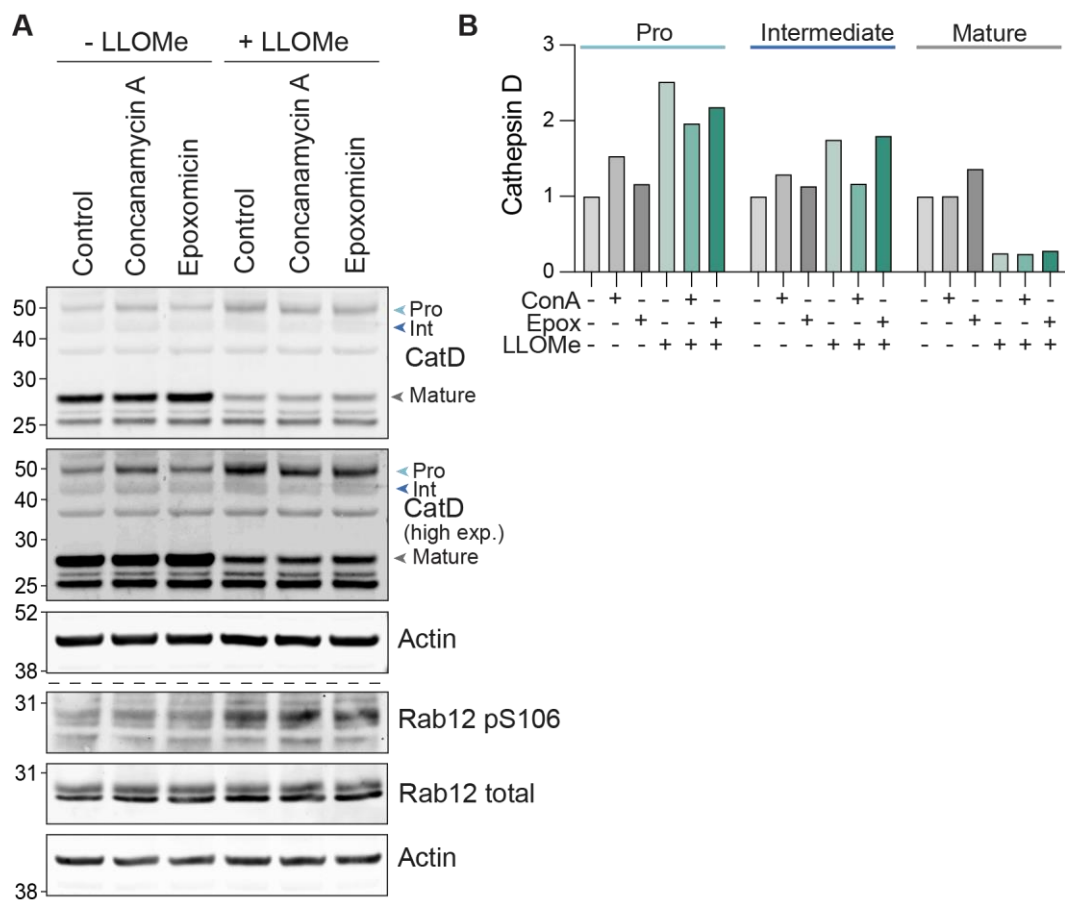 A
- LLOMe + LLOMe
Control
Concanamycin A
Epoxomicin
Control
Concanamycin A
Epoxomicin
50
40
30
25
Pro
Int
CatD
Mature
50
40
30
25
Pro
Int
CatD
(high exp.)
Mature
52
38
Actin
31
Rab12 pS106
31
Rab12 total
Actin
38
B
Pro Intermediate Mature
Cathepsin D
3
2
1
0
ConA - + - - + - - + - - + - - + - - + -
Epox - - + - - + - - + - - + - - + - - +
LLOMe - - - + + + - - - + + + - - - + + +